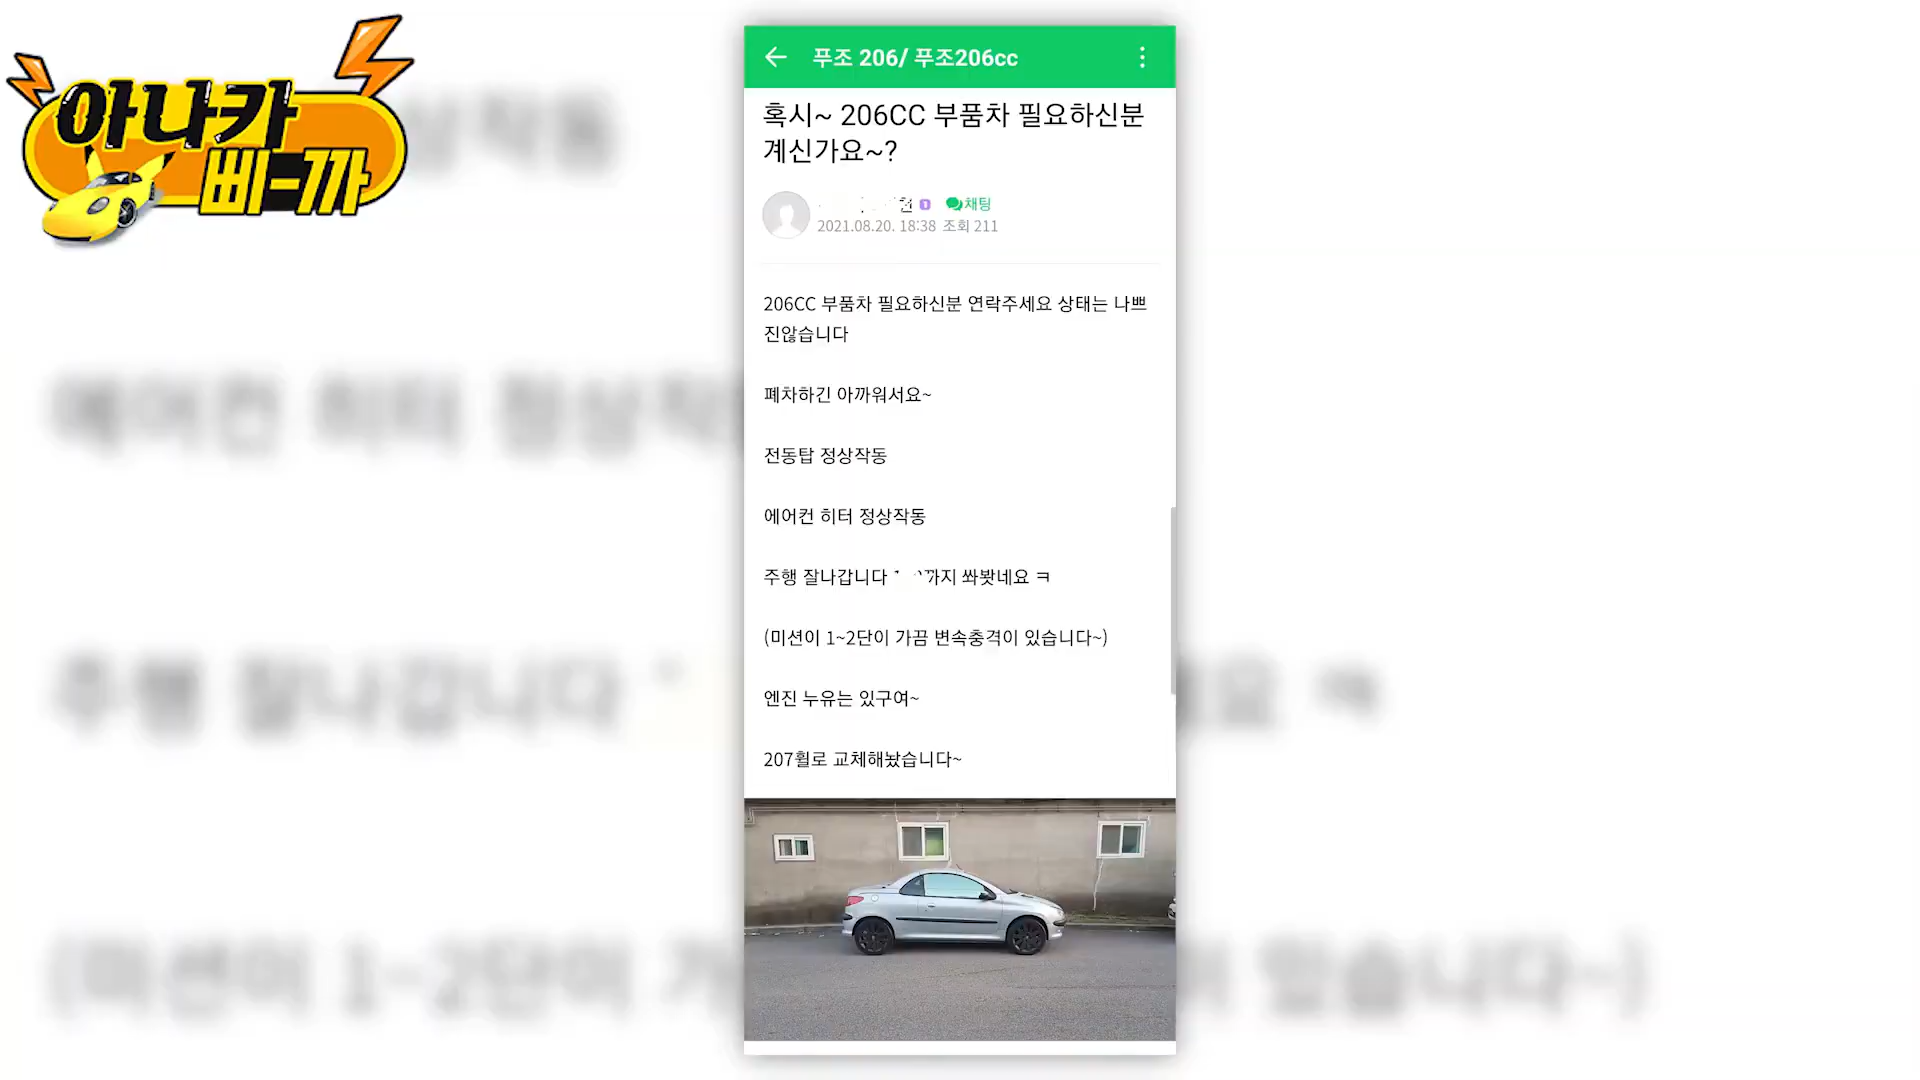 아나카
삐-까
푸조 206/ 푸조206cc
혹시~ 206CC 부품차 필요하신분
계신가요~?
채팅
2021.08.20. 18:38 조회 211
206CC 부품차 필요하신분 연락주세요 상태는 나쁘
진않습니다
폐차하긴 아까워서요~
전동탑 정상작동
에어컨 히터 정상작동
주행 잘나갑니다 까지 쏴봣네요 ㅋ
(미션이 1~2단이 가끔 변속충격이 있습니다~)
엔진 누유는 있구여~
207휠로 교체해놨습니다~